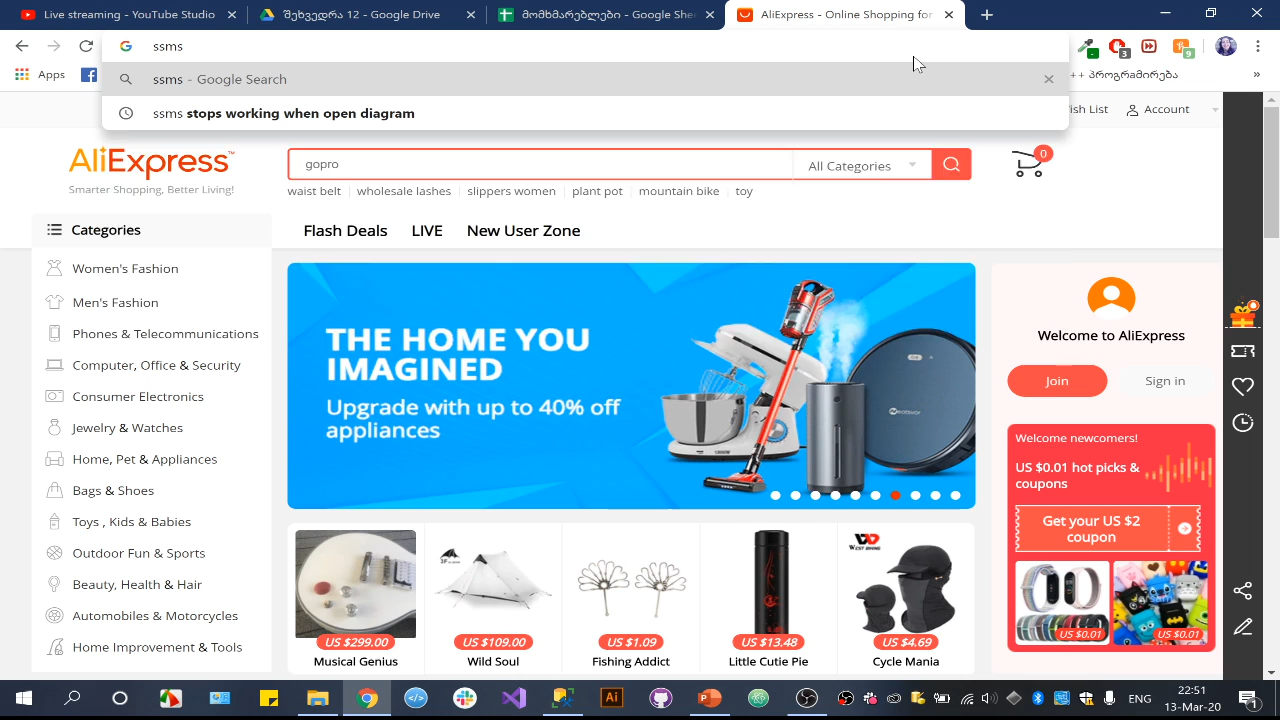 Live streaming - YouTube Studio
შეხვედრა 12 - Google Drive
მომხმარებლები - Google She
AliExpress - Online Shopping for
ssms
3
9
Apps
ssms - Google Search
++ პროგრამირება
»
ssms stops working when open diagram
ish List
Account
AliExpress
Smarter Shopping, Better Living!
gopro
All Categories
0
waist belt
wholesale lashes
slippers women
plant pot
mountain bike
toy
Categories
Flash Deals
LIVE
New User Zone
Women's Fashion
Men's Fashion
Phones & Telecommunications
Computer, Office & Security
Consumer Electronics
Jewelry & Watches
Home, Pet & Appliances
Bags & Shoes
Toys , Kids & Babies
Outdoor Fun & Sports
Beauty, Health & Hair
Automobiles & Motorcycles
Home Improvement & Tools
THE HOME YOU
IMAGINED
Upgrade with up to 40% off
appliances
Welcome to AliExpress
Join
Sign in
Welcome newcomers!
US $0.01 hot picks &
coupons
Get your US $2
coupon
US $0.01
US $0.01
US $299.00
Musical Genius
US $109.00
Wild Soul
US $1.09
Fishing Addict
US $13.48
Little Cutie Pie
WEST BIKING
US $4.69
Cycle Mania
Ai
ENG
22:51
13-Mar-20
1